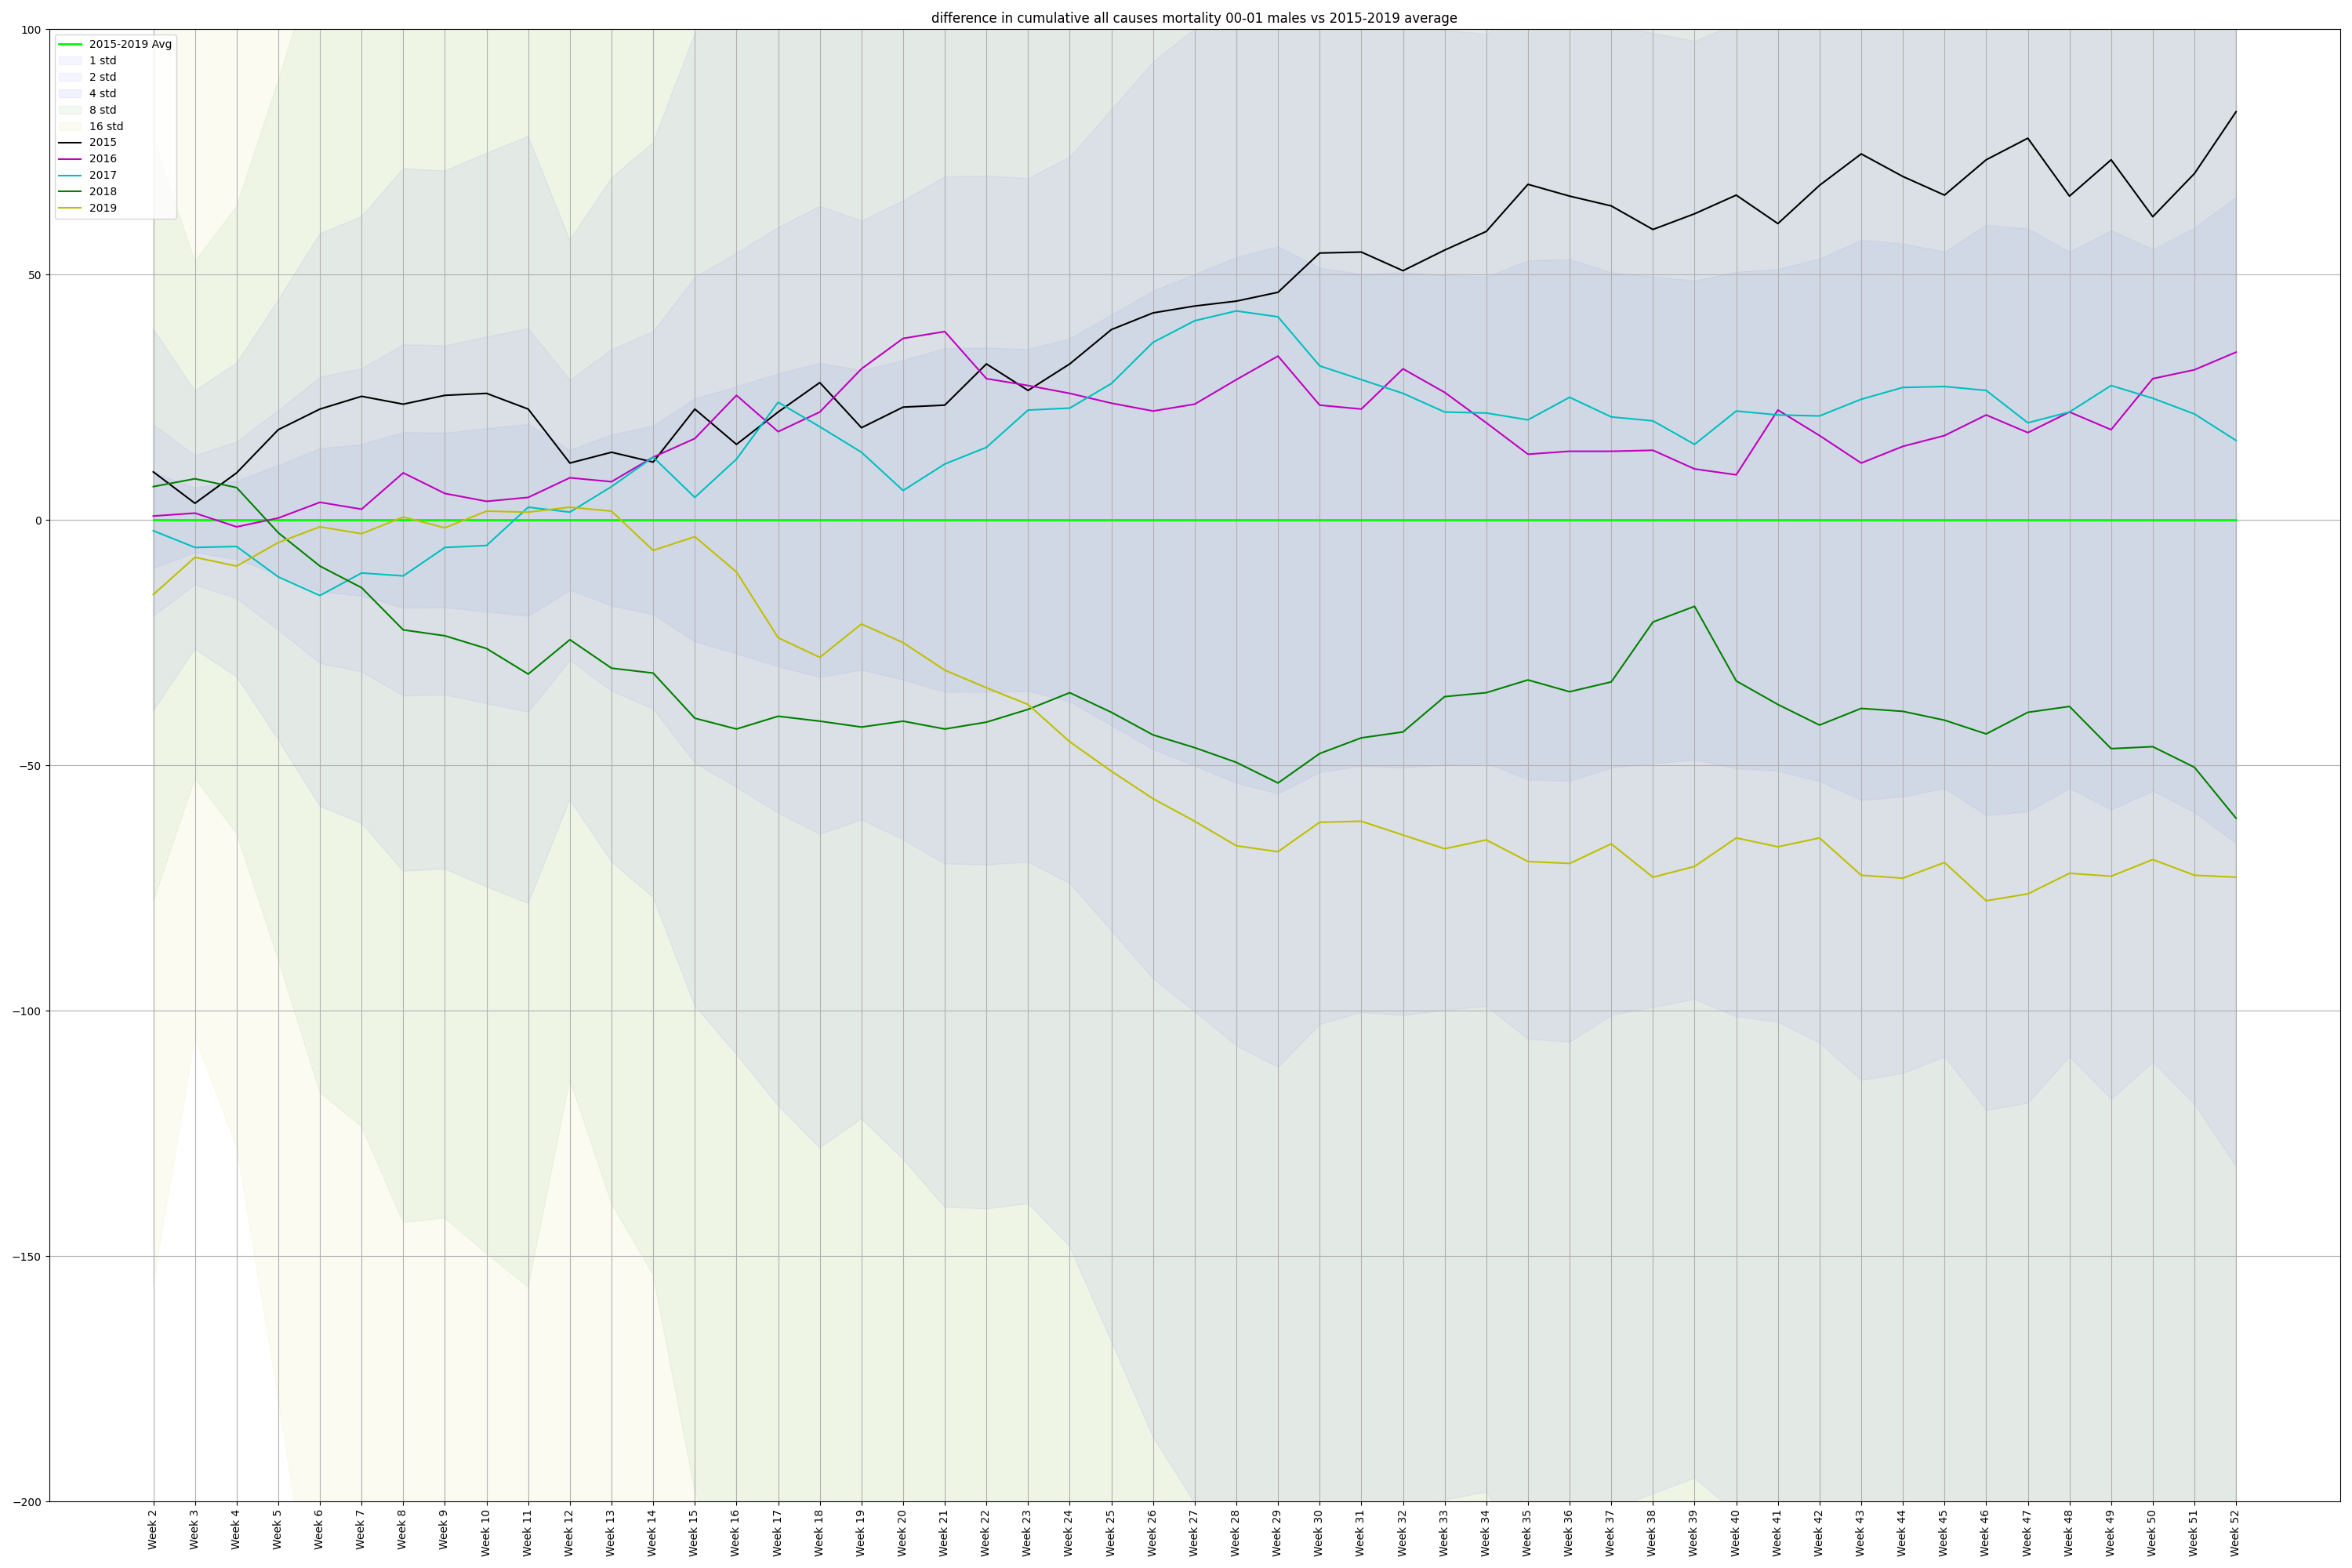 difference in cumulative all causes mortality 00-01 males vs 2015-2019 average
100
50
0
−50
−100
−150
−200
2015-2019 Avg
1 std
2 std
4 std
8 std
16 std
2015
2016
2017
2018
2019
Week 2
Week 3
Week 4
Week 5
Week 6
Week 7
Week 8
Week 9
Week 10
Week 11
Week 12
Week 13
Week 14
Week 15
Week 16
Week 17
Week 18
Week 19
Week 20
Week 21
Week 22
Week 23
Week 24
Week 25
Week 26
Week 27
Week 28
Week 29
Week 30
Week 31
Week 32
Week 33
Week 34
Week 35
Week 36
Week 37
Week 38
Week 39
Week 40
Week 41
Week 42
Week 43
Week 44
Week 45
Week 46
Week 47
Week 48
Week 49
Week 50
Week 51
Week 52